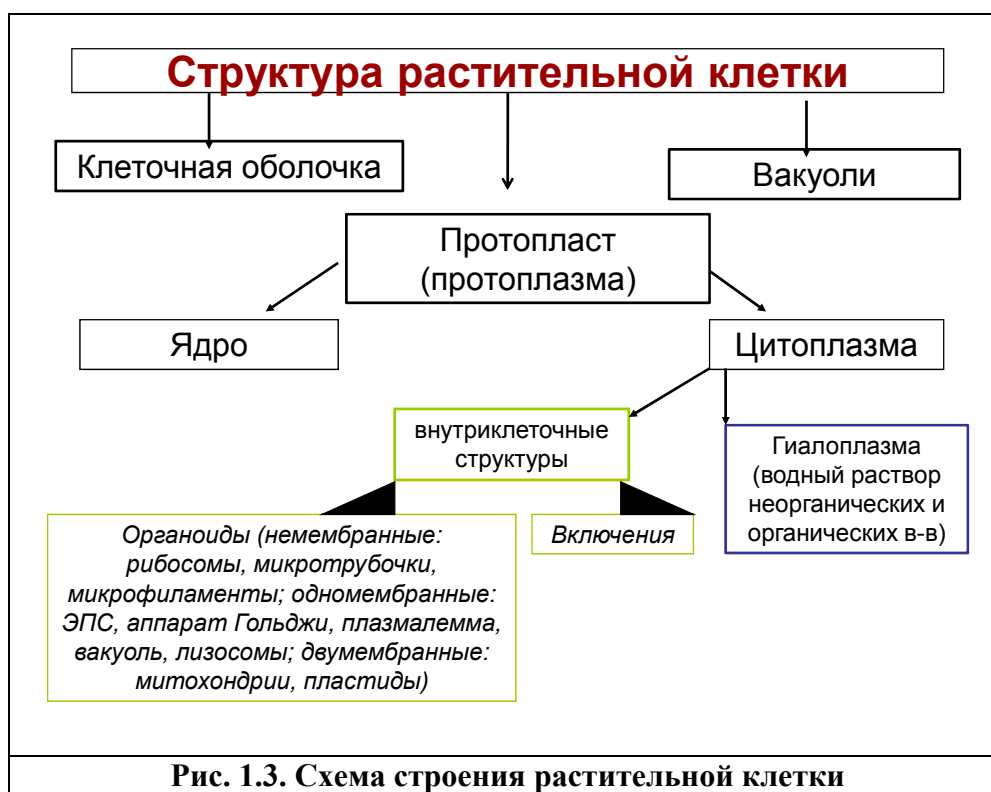 Структура растительной клетки
Клеточная оболочка
Вакуоли
Протопласт
(протоплазма)
Ядро
Цитоплазма
внутриклеточные
структуры
Гиалоплазма
(водный раствор
неорганических и
органических в-в)
Органоиды (немембранные:
рибосомы, микротрубочки,
микрофиламенты; одномембранные:
ЭПС, аппарат Гольджи, плазмалемма,
вакуоль, лизосомы; двумембранные:
митохондрии, пластиды)
Включения
Рис. 1.3. Схема строения растительной клетки